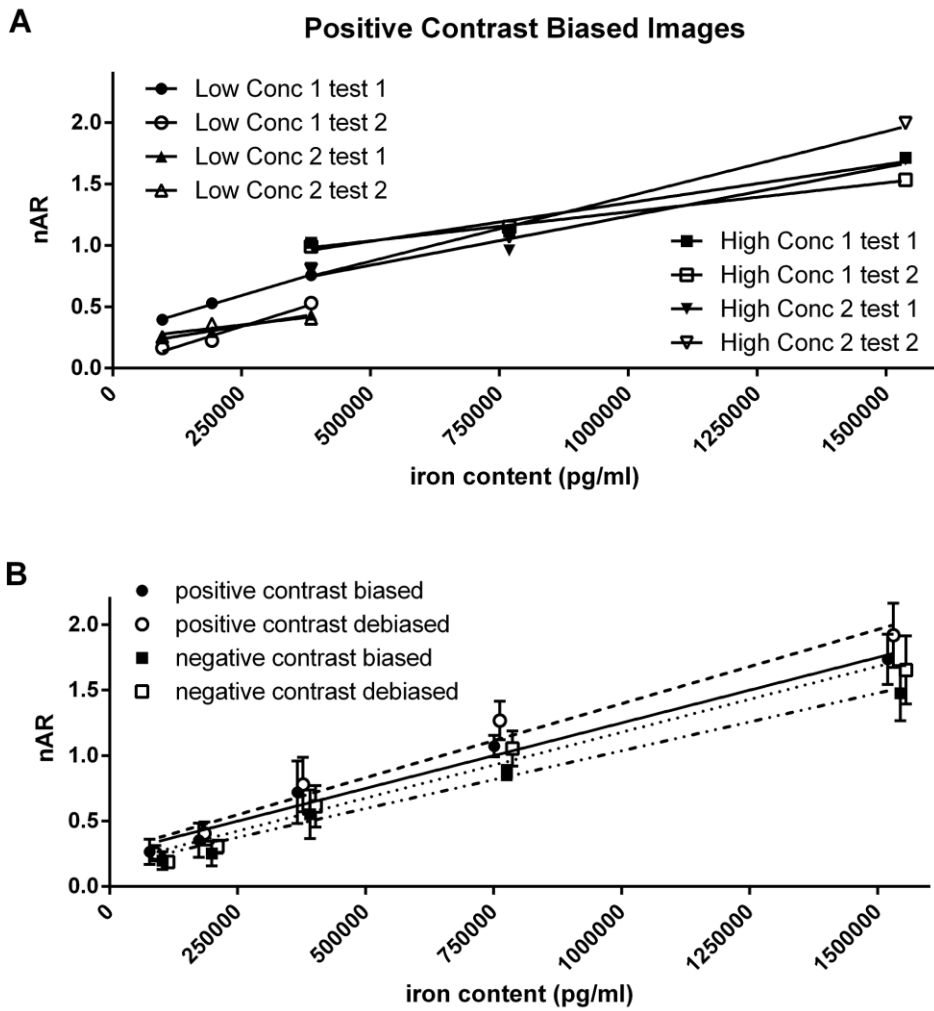 A
Positive Contrast Biased Images
Low Conc 1 test 1
Low Conc 1 test 2
Low Conc 2 test 1
Low Conc 2 test 2
2.0
1.5
1.0
0.5
0.0
nAR
High Conc 1 test 1
High Conc 1 test 2
High Conc 2 test 1
High Conc 2 test 2
0
250000
500000
750000
1000000
1250000
1500000
iron content (pg/ml)
B
positive contrast biased
positive contrast debiased
negative contrast biased
negative contrast debiased
2.0
1.5
1.0
0.5
0.0
nAR
0
250000
500000
750000
1000000
1250000
1500000
iron content (pg/ml)